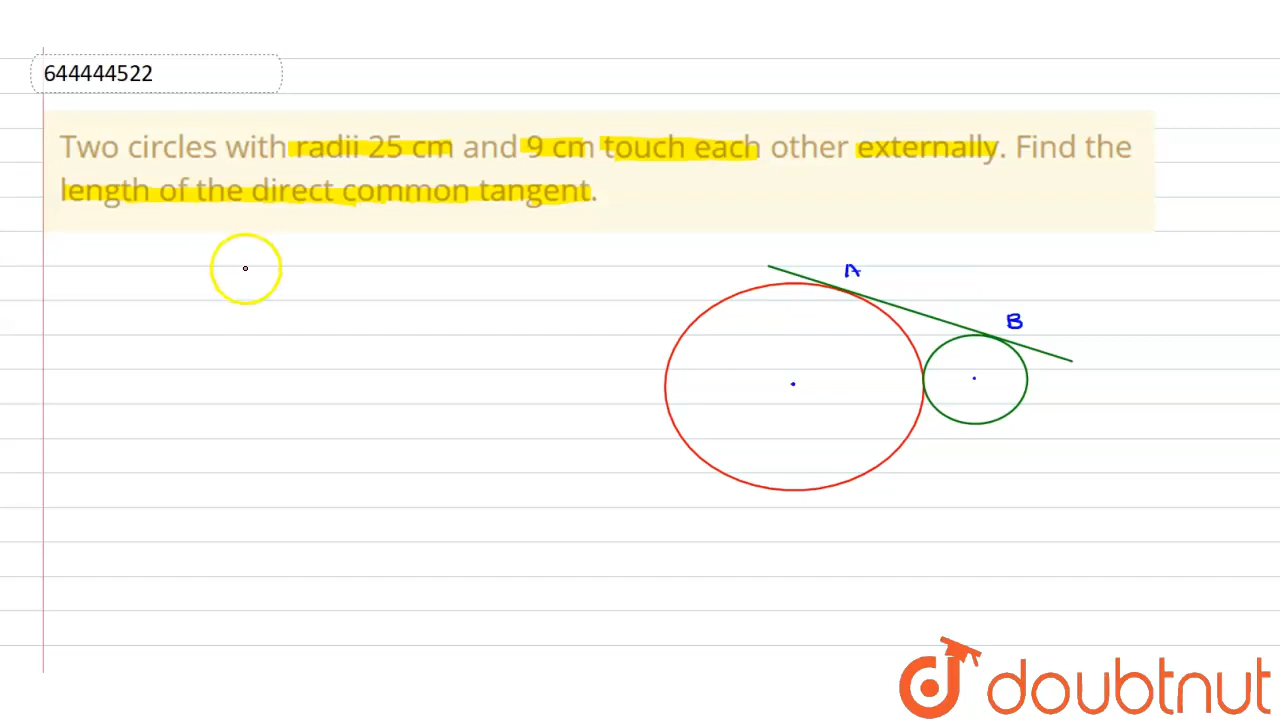 644444522
Two circles with radii 25 cm and 9 cm touch each other externally. Find the
length of the direct common tangent.
A
B
doubtnut